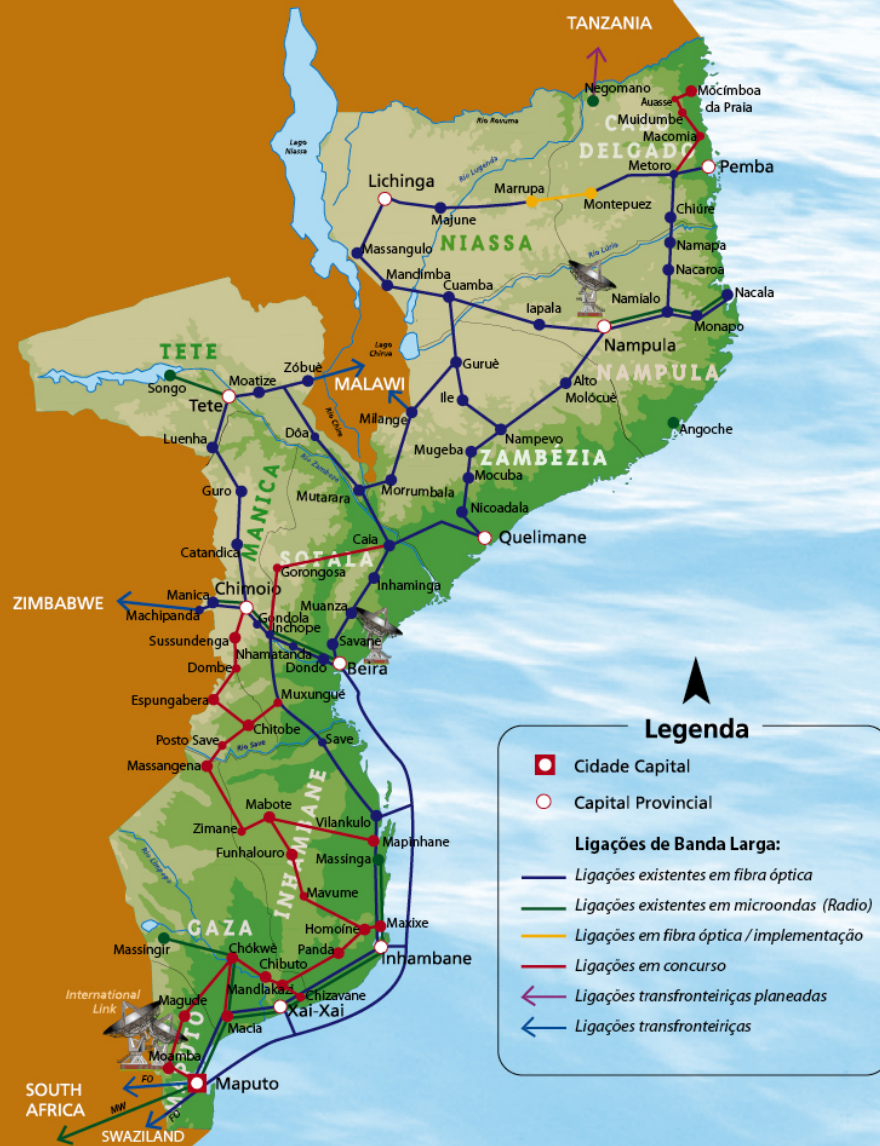 TANZANIA
Negomano
Mocímboa
da Praia
Auasse
Muidumbe
CABO
DELGADO
Macomia
Rio Rovuma
Lago
Niassa
Rio Lugenda
Metoro
Pemba
Lichinga
Marrupa
Montepuez
Majune
Chiúre
NIASSA
Namapa
Massangulo
Rio Lúrio
Nacaroa
Mandimba
Cuamba
Nacala
Namialo
Iapala
Monapo
Nampula
NAMPULA
Lago
Chirua
TETE
Songo
Moatize
Zóbuè
Tete
MALAWI
Guruè
Alto
Molócuè
Ile
Milange
Rio Chire
Angoche
Luenha
Dôa
Nampevo
Mugeba
ZAMBÉZIA
Rio Zambeze
Mocuba
Guro
MANICA
Mutarara
Morrumbala
Nicoadala
Quelimane
Caia
Catandica
SOFALA
Gorongosa
Inhaminga
Manica
Chimoio
ZIMBABWE
Machipanda
Muanza
Gondola
Inchope
Sussundenga
Savane
Nhamatanda
Dondo
Beira
Dombe
Espungabera
Muxungué
Chitobe
Posto Save
Rio Save
Save
Massangena
INHAMBANE
Mabote
Vilankulo
Zimane
Mapinhane
Funhalouro
Massinga
Rio Limpopo
Mavume
GAZA
Homoíne
Maxixe
Massingir
Chókwè
Panda
Inhambane
Chibuto
Mandlakazi
Chizavane
International
Link
Magude
Xai-Xai
Macia
MAPUTO
Moamba
Maputo
FO
SOUTH
AFRICA
MW
FO
SWAZILAND
Legenda
Cidade Capital
Capital Provincial
Ligações de Banda Larga:
Ligações existentes em fibra óptica
Ligações existentes em microondas (Radio)
Ligações em fibra óptica / implementação
Ligações em concurso
Ligações transfronteiriças planeadas
Ligações transfronteiriças